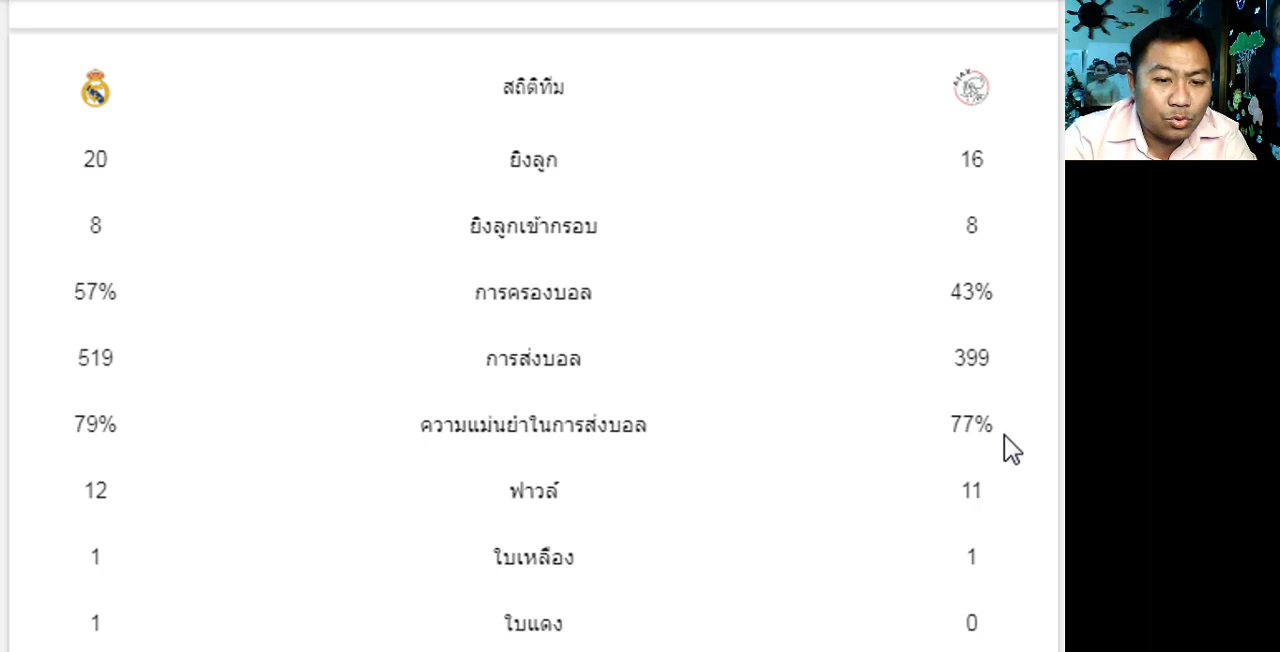 สถิติทีม
AJAX
20 ยิงลูก 16
8 ยิงลูกเข้ากรอบ 8
57% การครองบอล 43%
519 การส่งบอล 399
79% ความแม่นยำในการส่งบอล 77%
12 ฟาวล์ 11
1 ใบเหลือง 1
1 ใบแดง 0